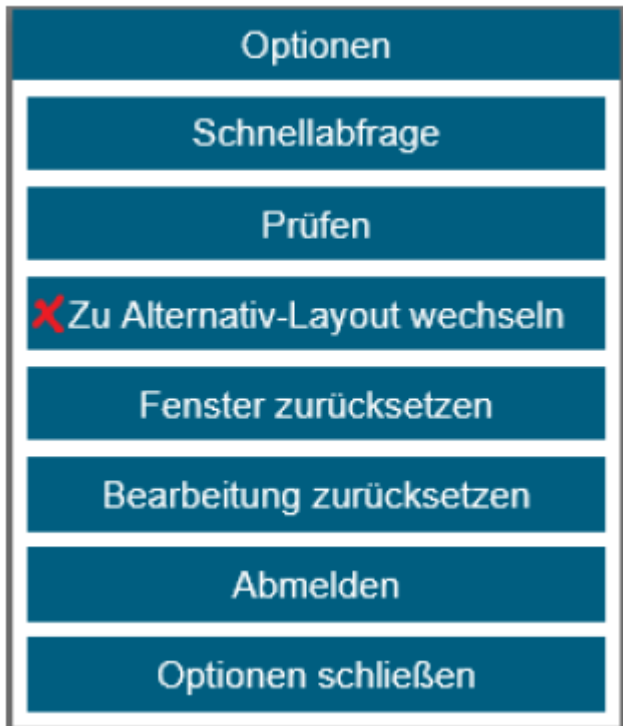 Optionen
Schnellabfrage
Prüfen
Zu Alternativ-Layout wechseln
Fenster zurücksetzen
Bearbeitung zurücksetzen
Abmelden
Optionen schließen